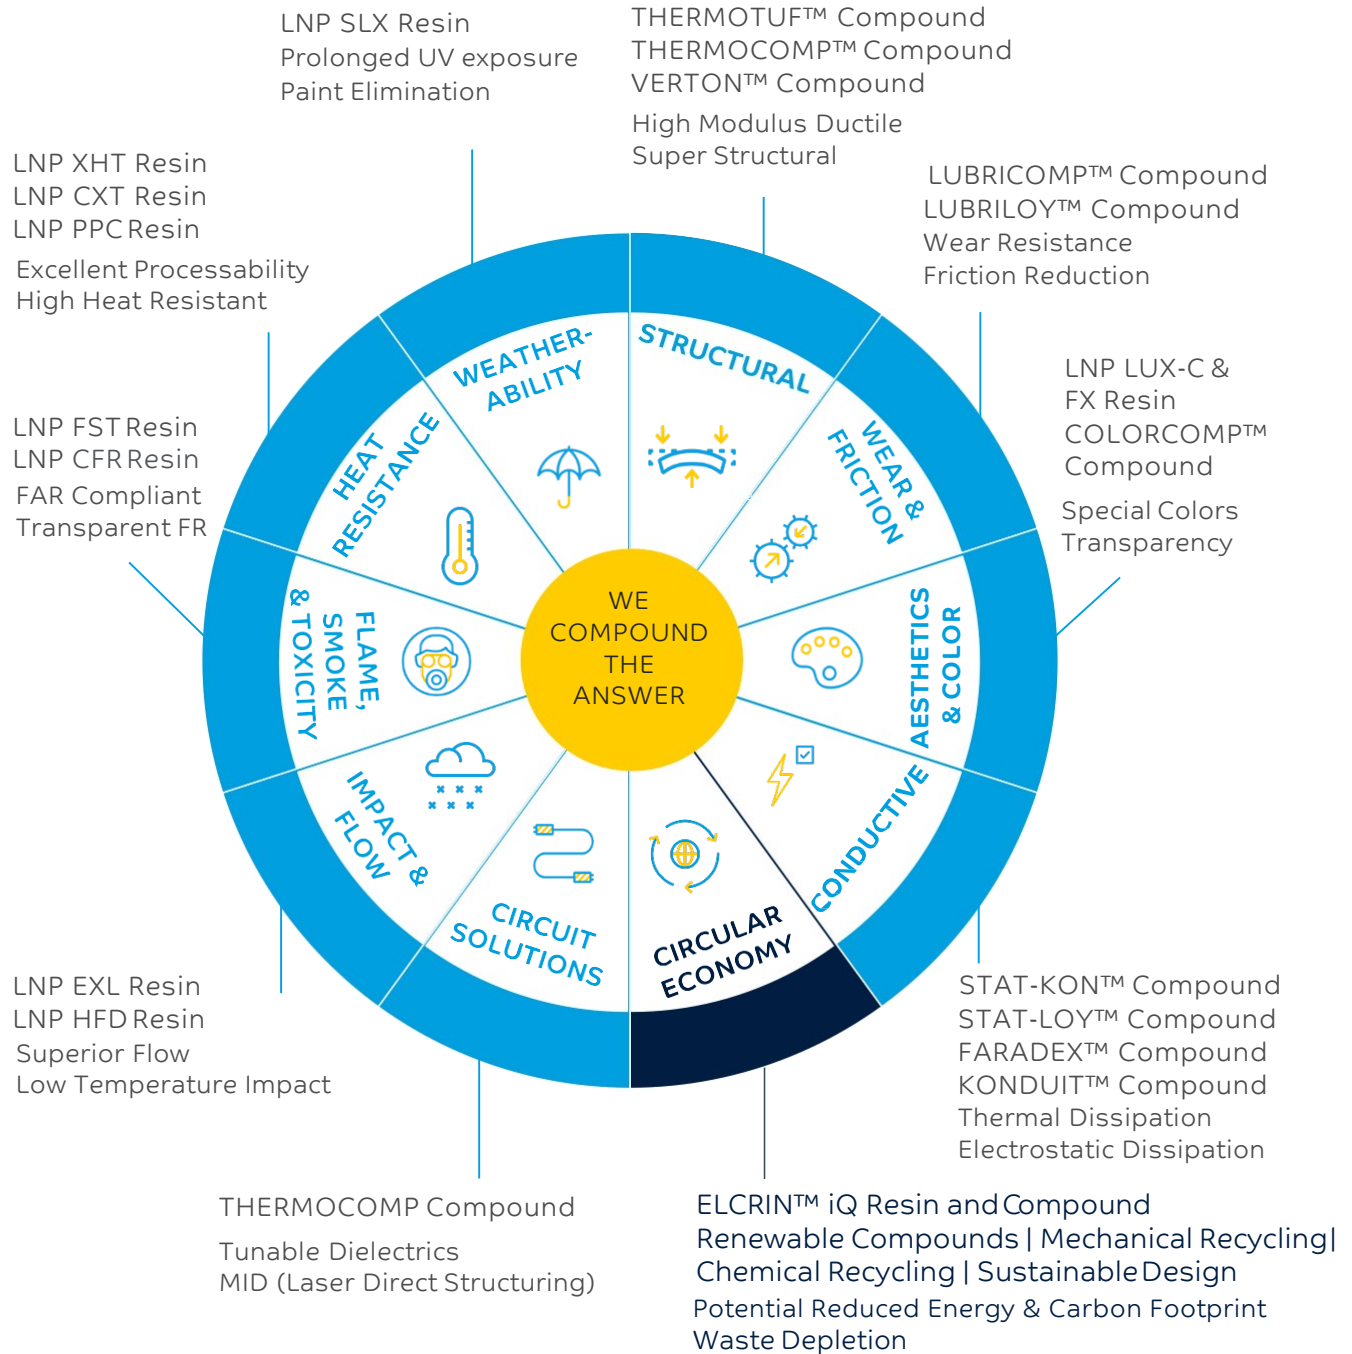 LNP SLX Resin
Prolonged UV exposure
Paint Elimination
THERMOTUF™ Compound
THERMOCOMP™ Compound
VERTON™ Compound
High Modulus Ductile
Super Structural
LNP XHT Resin
LNP CXT Resin
LNP PPC Resin
Excellent Processability
High Heat Resistant
LUBRICOMP™ Compound
LUBRILOY™ Compound
Wear Resistance
Friction Reduction
LNP LUX-C &
FX Resin
COLORCOMP™
Compound
Special Colors
Transparency
LNP FST Resin
LNP CFR Resin
FAR Compliant
Transparent FR
WEATHER-
ABILITY
STRUCTURAL
HEAT
RESISTANCE
WEAR &
FRICTION
FLAME,
SMOKE
& TOXICITY
WE
COMPOUND
THE
ANSWER
AESTHETICS
& COLOR
IMPACT &
FLOW
CIRCUIT
SOLUTIONS
CIRCULAR
ECONOMY
CONDUCTIVE
LNP EXL Resin
LNP HFD Resin
Superior Flow
Low Temperature Impact
STAT-KON™ Compound
STAT-LOY™ Compound
FARADEX™ Compound
KONDUIT™ Compound
Thermal Dissipation
Electrostatic Dissipation
THERMOCOMP Compound
Tunable Dielectrics
MID (Laser Direct Structuring)
ELCRIN™ iQ Resin and Compound
Renewable Compounds | Mechanical Recycling|
Chemical Recycling | Sustainable Design
Potential Reduced Energy & Carbon Footprint
Waste Depletion